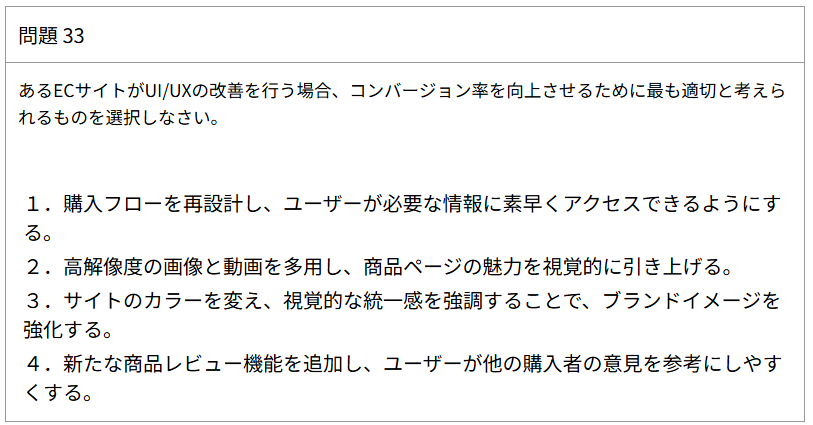 問題 33
あるECサイトがUI/UXの改善を行う場合、コンバージョン率を向上させるために最も適切と考えら
れるものを選択しなさい。
１．購入フローを再設計し、ユーザーが必要な情報に素早くアクセスできるようにす
る。
２．高解像度の画像と動画を多用し、商品ページの魅力を視覚的に引き上げる。
３．サイトのカラーを変え、視覚的な統一感を強調することで、ブランドイメージを
強化する。
４．新たな商品レビュー機能を追加し、ユーザーが他の購入者の意見を参考にしやす
くする。